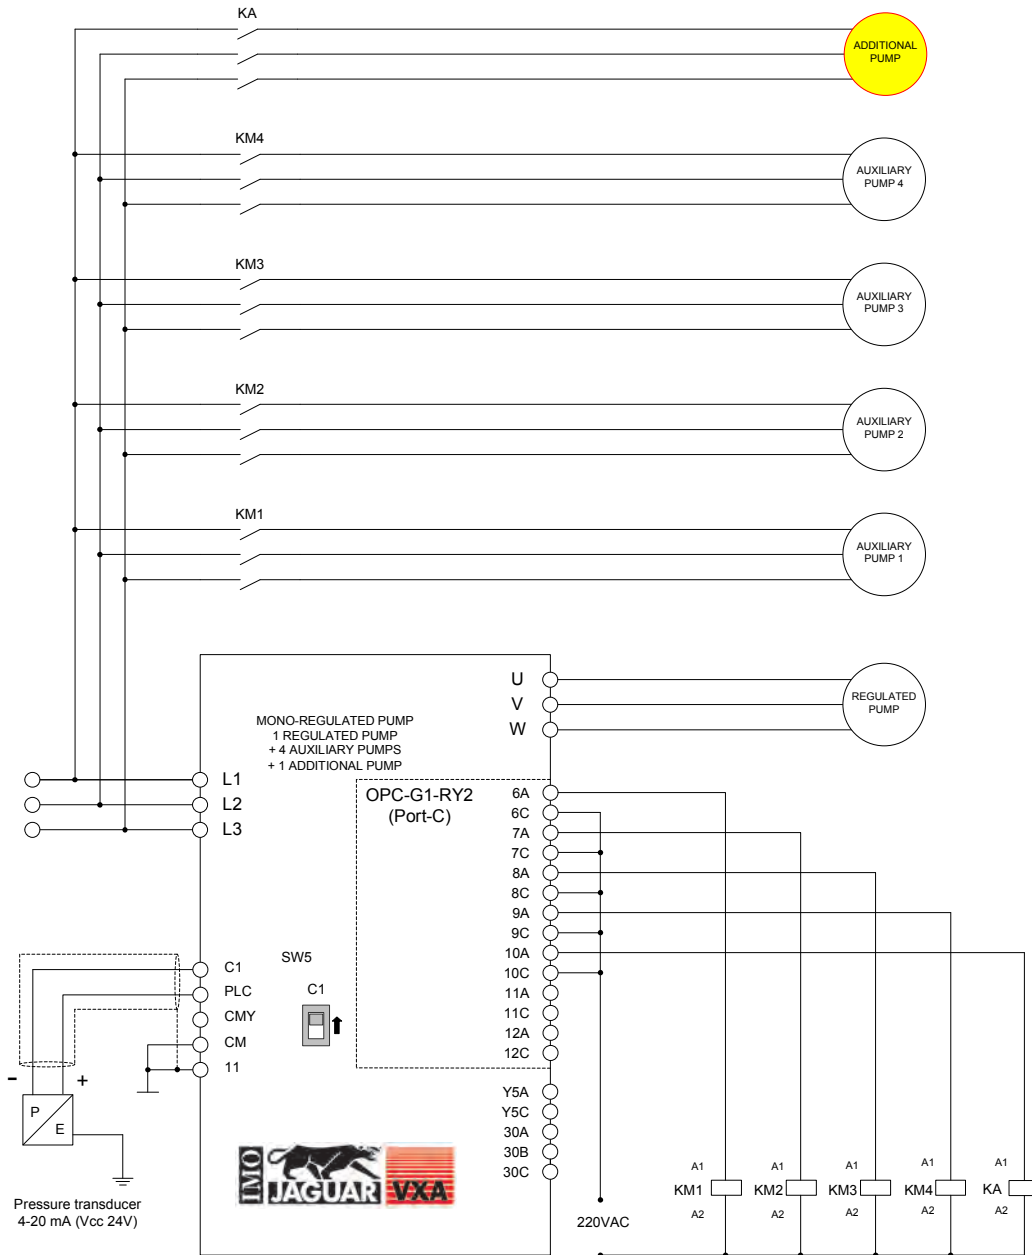 KA
ADDITIONAL
PUMP
KM4
AUXILIARY
PUMP 4
KM3
AUXILIARY
PUMP 3
KM2
AUXILIARY
PUMP 2
KM1
AUXILIARY
PUMP 1
REGULATED
PUMP
U
V
W
MONO-REGULATED PUMP
1 REGULATED PUMP
+ 4 AUXILIARY PUMPS
+ 1 ADDITIONAL PUMP
L1
L2
L3
OPC-G1-RY2
(Port-C)
6A
6C
7A
7C
8A
8C
9A
9C
10A
10C
11A
11C
12A
12C
Y5A
Y5C
30A
30B
30C
C1
PLC
CMY
CM
11
SW5
C1
- +
P
E
Pressure transducer
4-20 mA (Vcc 24V)
IMO
JAGUAR
VXA
220VAC
A1
KM1
A2
A1
KM2
A2
A1
KM3
A2
A1
KM4
A2
A1
KA
A2